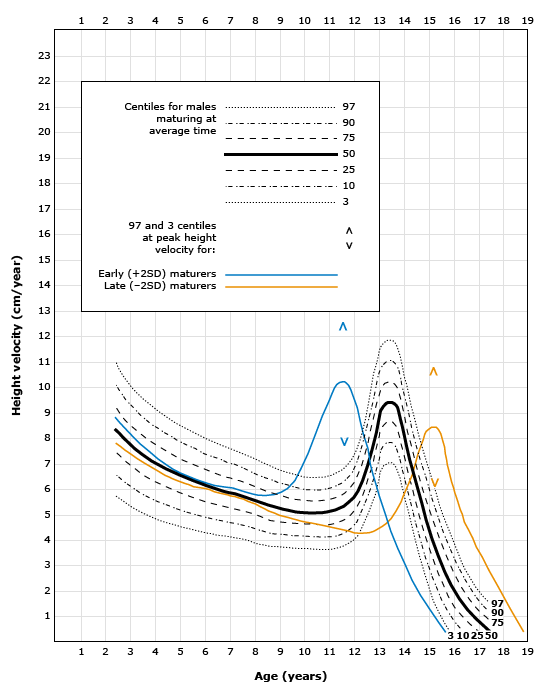 1 2 3 4 5 6 7 8 9 10 11 12 13 14 15 16 17 18 19
23
22
21
20
19
18
17
16
15
14
13
12
11
10
9
8
7
6
5
4
3
2
1
Height velocity (cm/year)
Centiles for males
maturing at
average time
97
90
75
50
25
10
3
97 and 3 centiles
at peak height
velocity for:
Early (+2SD) maturers
Late (−2SD) maturers
97
90
75
3 10 25 50
1 2 3 4 5 6 7 8 9 10 11 12 13 14 15 16 17 18 19
Age (years)